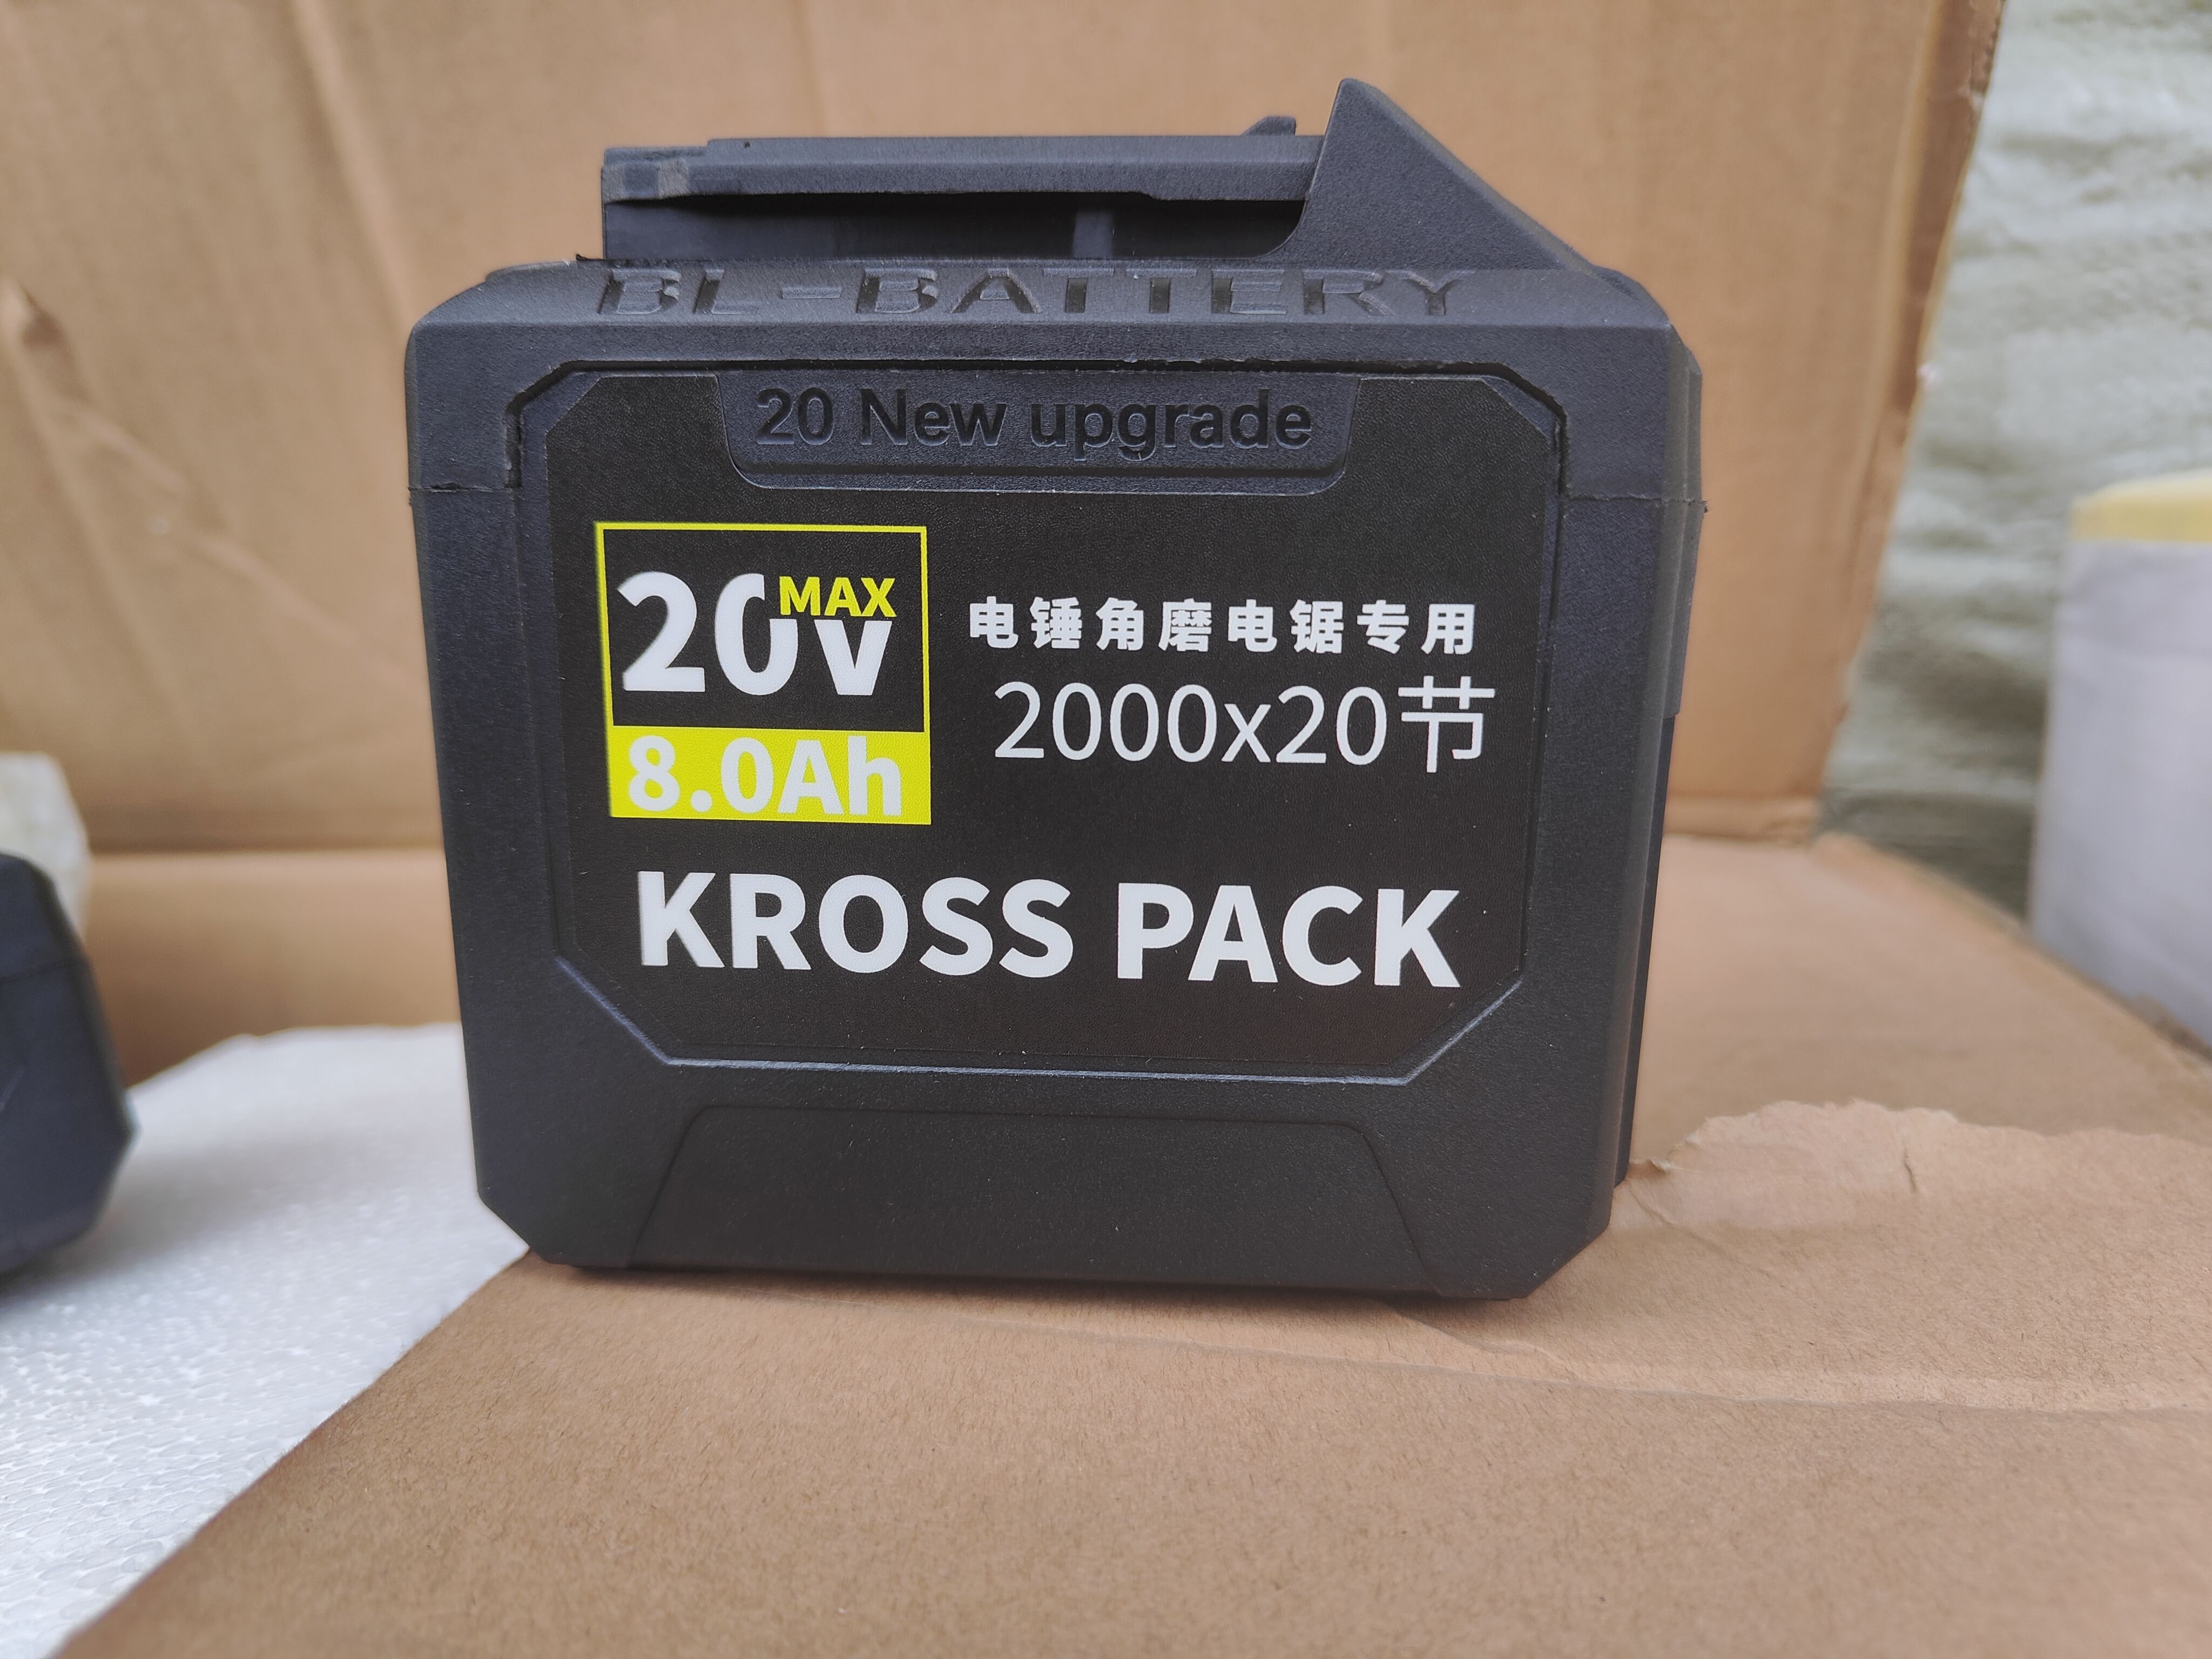 BL-BATTERY
20 New upgrade
20V MAX
8.0Ah
电锤角磨电锯专用
2000x20节
KROSS PACK